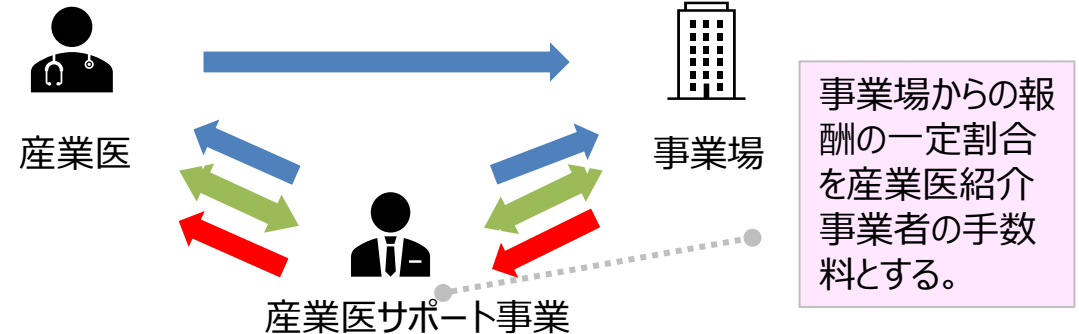 産業医
事業場
産業医サポート事業
事業場からの報
酬の一定割合
を産業医紹介
事業者の手数
料とする。